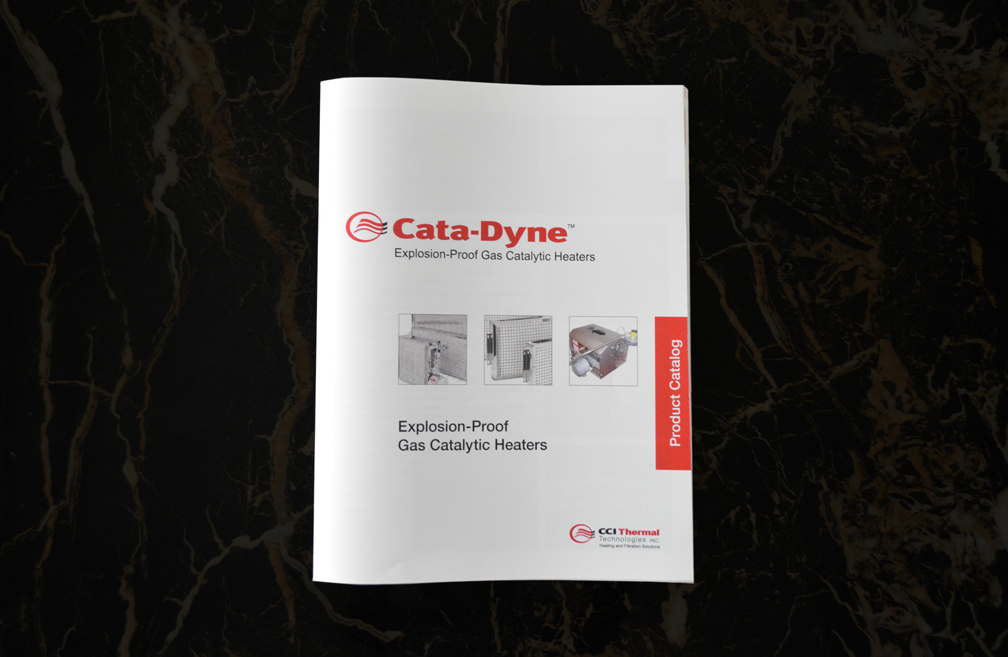 Cata-Dyne™
Explosion-Proof Gas Catalytic Heaters
Product Catalog
Explosion-Proof
Gas Catalytic Heaters
CCI Thermal
Technologies INC.
Heating and Filtration Solutions